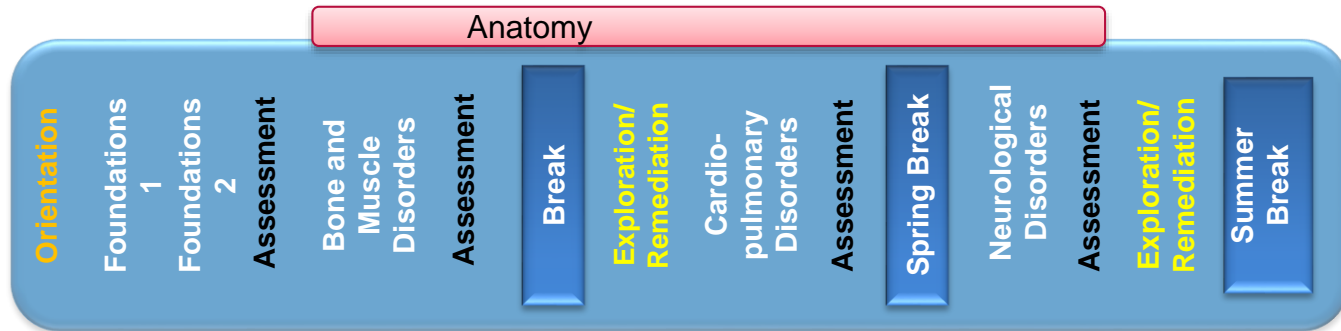 Anatomy
Orientation
Foundations
1
Foundations
2
Assessment
Bone and
Muscle
Disorders
Assessment
Break
Exploration/
Remediation
Cardio-
pulmonary
Disorders
Assessment
Spring Break
Neurological
Disorders
Assessment
Exploration/
Remediation
Summer
Break